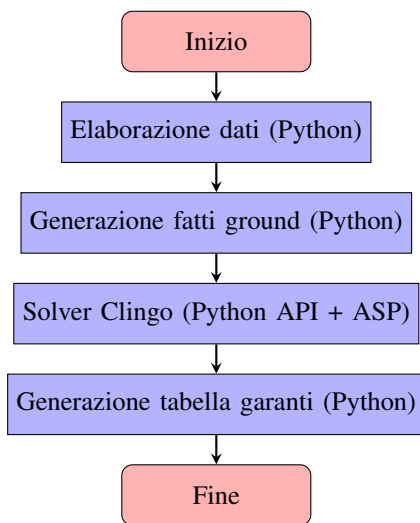 Inizio
Elaborazione dati (Python)
Generazione fatti ground (Python)
Solver Clingo (Python API + ASP)
Generazione tabella garanti (Python)
Fine